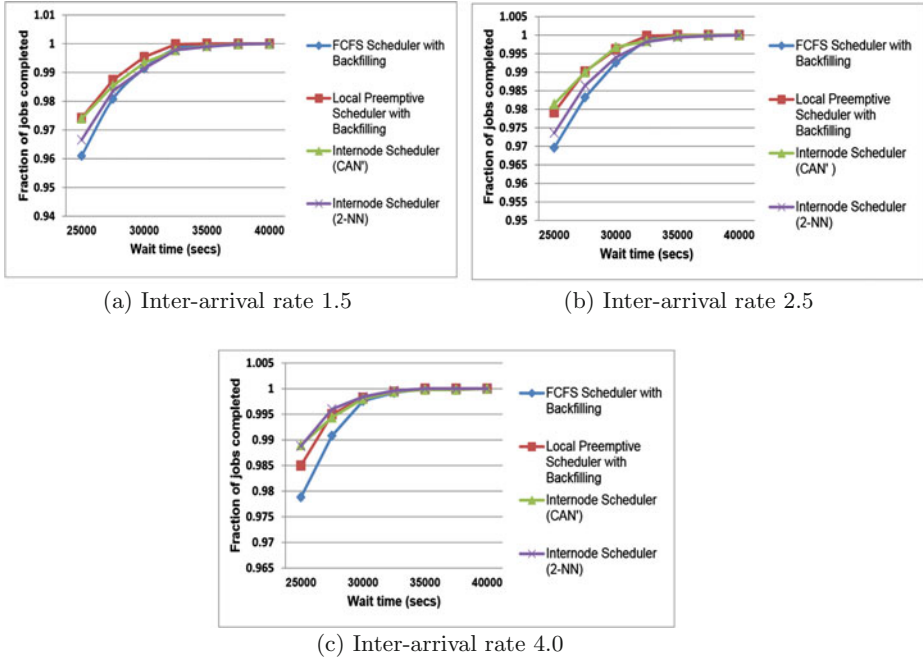 1.01
1
0.99
0.98
0.97
0.96
0.95
0.94
Fraction of jobs completed
25000 30000 35000 40000
Wait time (secs)
FCFS Scheduler with
Backfilling
Local Preemptive
Scheduler with
Backfilling
Internode Scheduler
(CAN')
Internode Scheduler
(2-NN)
(a) Inter-arrival rate 1.5
1.005
1
0.995
0.99
0.985
0.98
0.975
0.97
0.965
0.96
0.955
0.95
Fraction of jobs completed
25000 30000 35000 40000
Wait time (secs)
FCFS Scheduler with
Backfilling
Local Preemptive
Scheduler with
Backfilling
Internode Scheduler
(CAN' )
Internode Scheduler
(2-NN)
(b) Inter-arrival rate 2.5
1.005
1
0.995
0.99
0.985
0.98
0.975
0.97
0.965
Fraction of jobs completed
25000 30000 35000 40000
Wait time (secs)
FCFS Scheduler with
Backfilling
Local Preemptive
Scheduler with
Backfilling
Internode Scheduler
(CAN')
Internode Scheduler
(2-NN)
(c) Inter-arrival rate 4.0